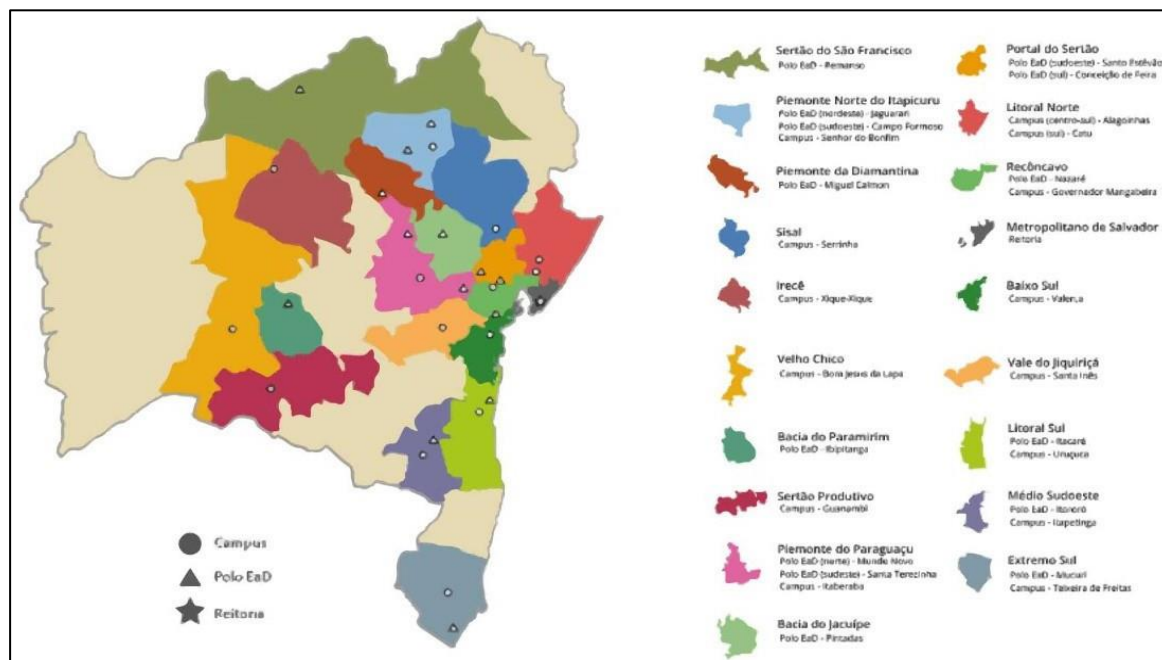 Campus
Polo EaD
Reitoria
Sertão do São Francisco
Polo EaD - Remanso
Piemonte Norte do Itapicuru
Polo EaD (nordeste) - Jaguarari
Polo EaD (sudoeste) - Campo Formoso
Campus - Senhor do Bonfim
Piemonte da Diamantina
Polo EaD - Miguel Calmon
Sisal
Campus - Serrinha
Irecê
Campus - Xique-Xique
Velho Chico
Campus - Bom Jesus da Lapa
Bacia do Paramirim
Polo EaD - Ibipitanga
Sertão Produtivo
Campus - Guanambi
Piemonte do Paraguaçu
Polo EaD (norte) - Mundo Novo
Polo EaD (sudeste) - Santa Terezinha
Campus - Itaberaba
Bacia do Jacuípe
Polo EaD - Pintadas
Portal do Sertão
Polo EaD (sudoeste) - Santo Estêvão
Polo EaD (sul) - Conceição de Feira
Litoral Norte
Campus (centro-sul) - Alagoinhas
Campus (sul) - Catu
Recôncavo
Polo EaD - Nazaré
Campus - Governador Mangabeira
Metropolitano de Salvador
Reitoria
Baixo Sul
Campus - Valença
Vale do Jiquiriçá
Campus - Santa Inês
Litoral Sul
Polo EaD - Itacaré
Campus - Uruçuca
Médio Sudoeste
Polo EaD - Itororó
Campus - Itapetinga
Extremo Sul
Polo EaD - Mucuri
Campus - Teixeira de Freitas